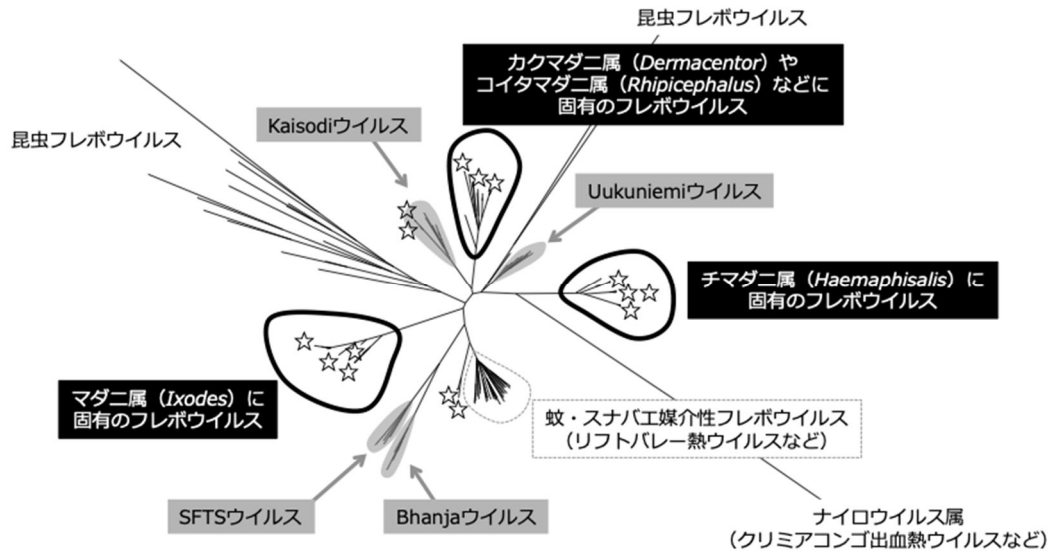 昆虫フレボウイルス
カクマダニ属（Dermacentor）や
コイタマダニ属（Rhipicephalus）などに
固有のフレボウイルス
Kaisodiウイルス
昆虫フレボウイルス
Uukuniemiウイルス
チマダニ属（Haemaphisalis）に
固有のフレボウイルス
マダニ属（Ixodes）に
固有のフレボウイルス
蚊・スナバエ媒介性フレボウイルス
（リフトバレー熱ウイルスなど）
SFTSウイルス
Bhanjaウイルス
ナイロウイルス属
（クリミアコンゴ出血熱ウイルスなど）